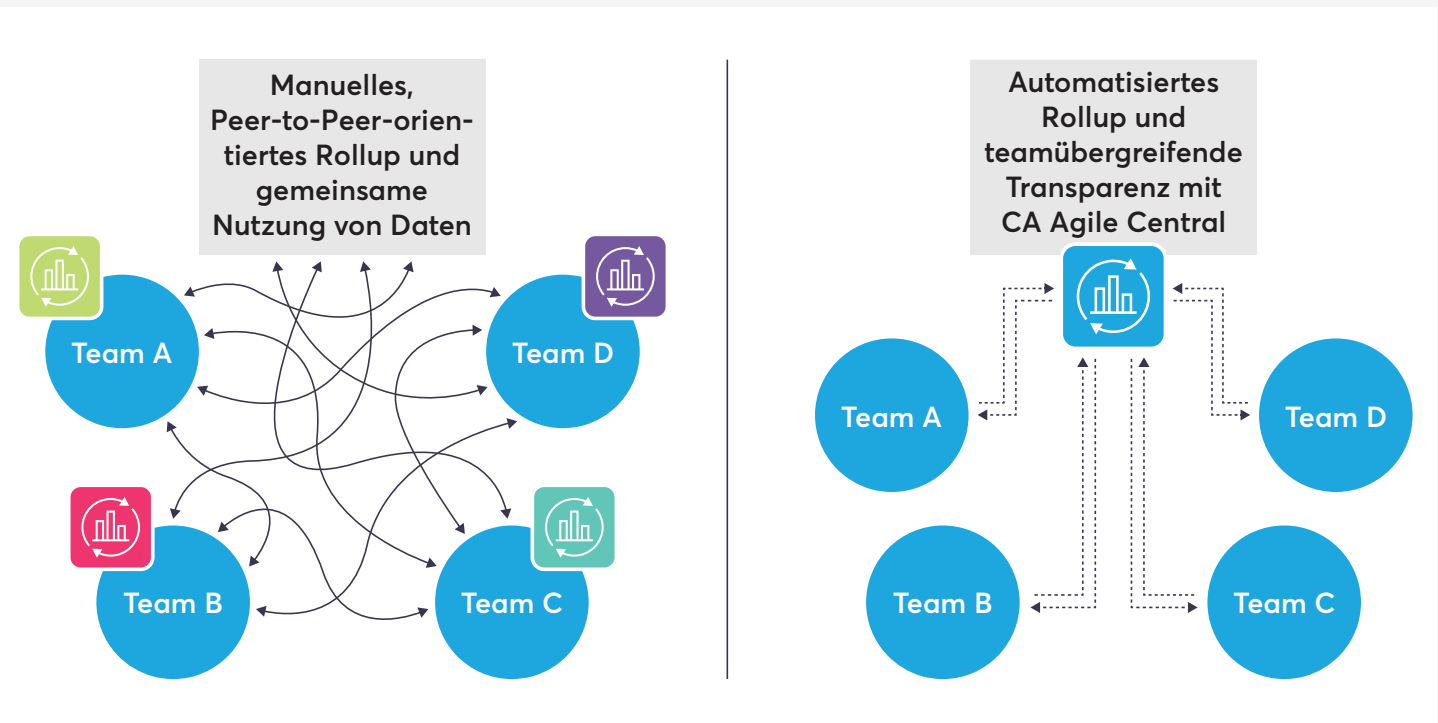 Manuelles,
Peer-to-Peer-orien-
tiertes Rollup und
gemeinsame
Nutzung von Daten
Team A
Team D
Team B
Team C
Automatisiertes
Rollup und
teamübergreifende
Transparenz mit
CA Agile Central
Team A
Team D
Team B
Team C